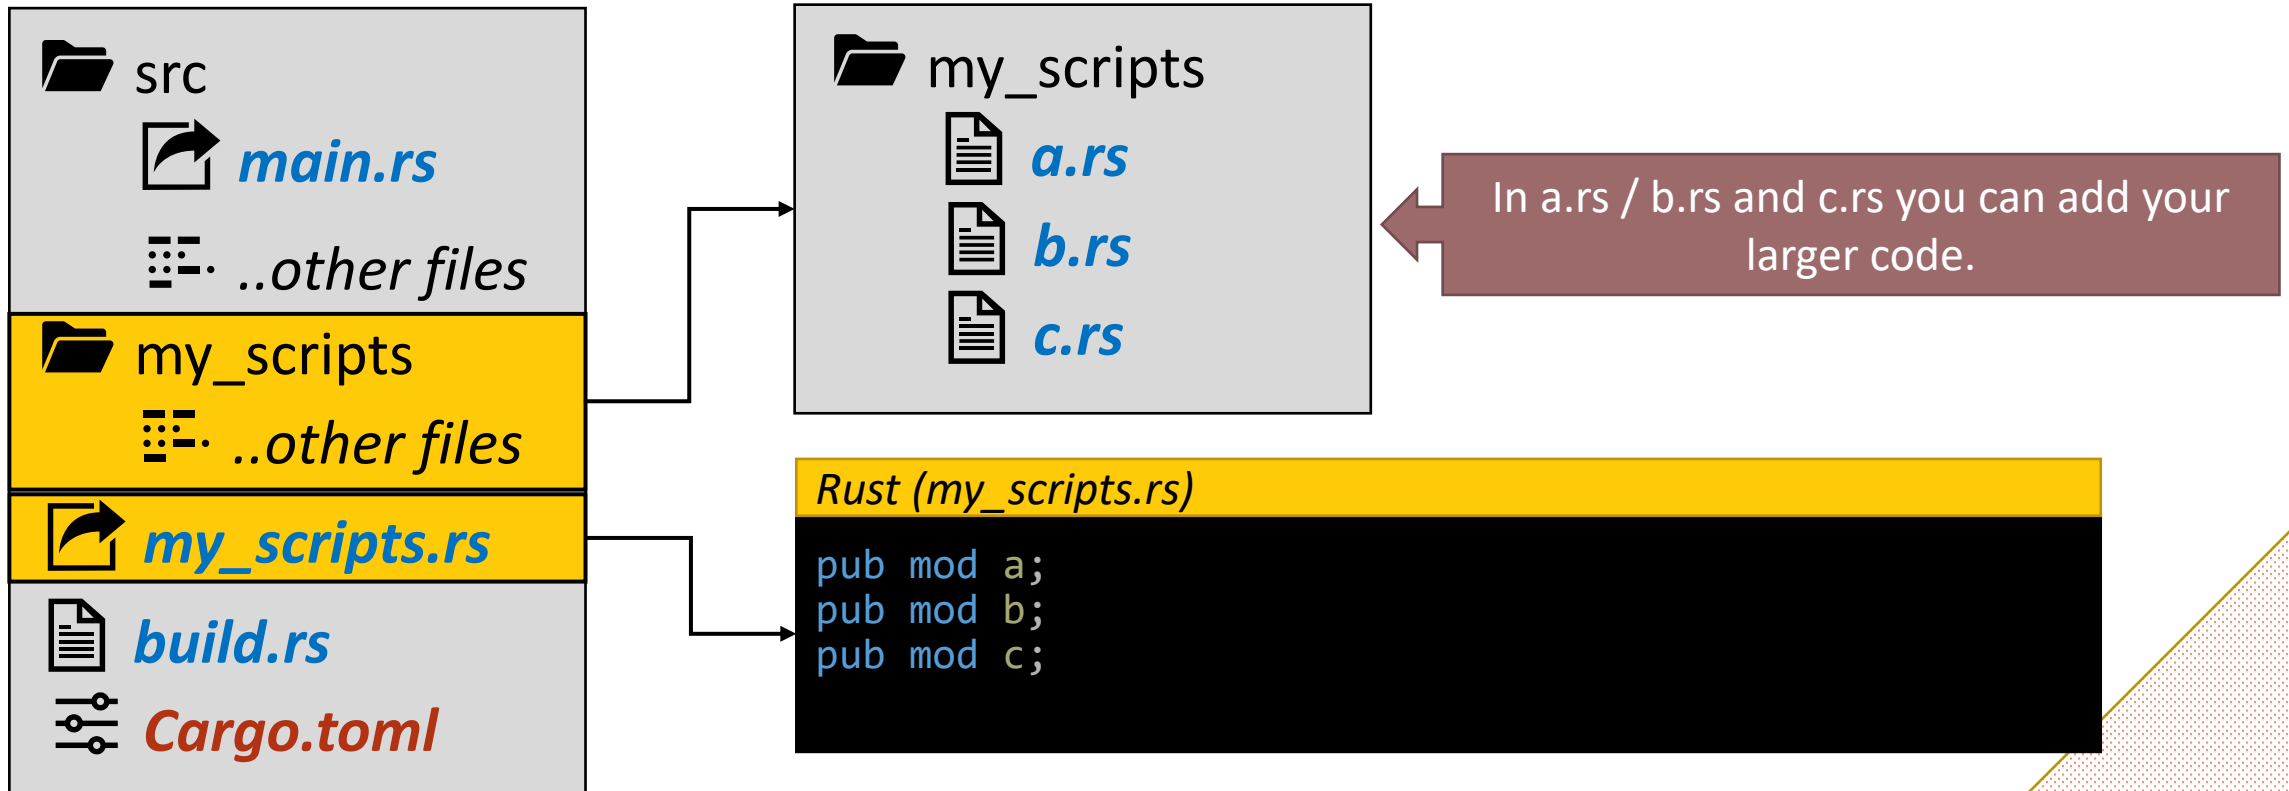 src
main.rs
..other files
my_scripts
..other files
my_scripts.rs
build.rs
Cargo.toml
my_scripts
a.rs
b.rs
c.rs
In a.rs / b.rs and c.rs you can add your
larger code.
Rust (my_scripts.rs)
pub mod a;
pub mod b;
pub mod c;